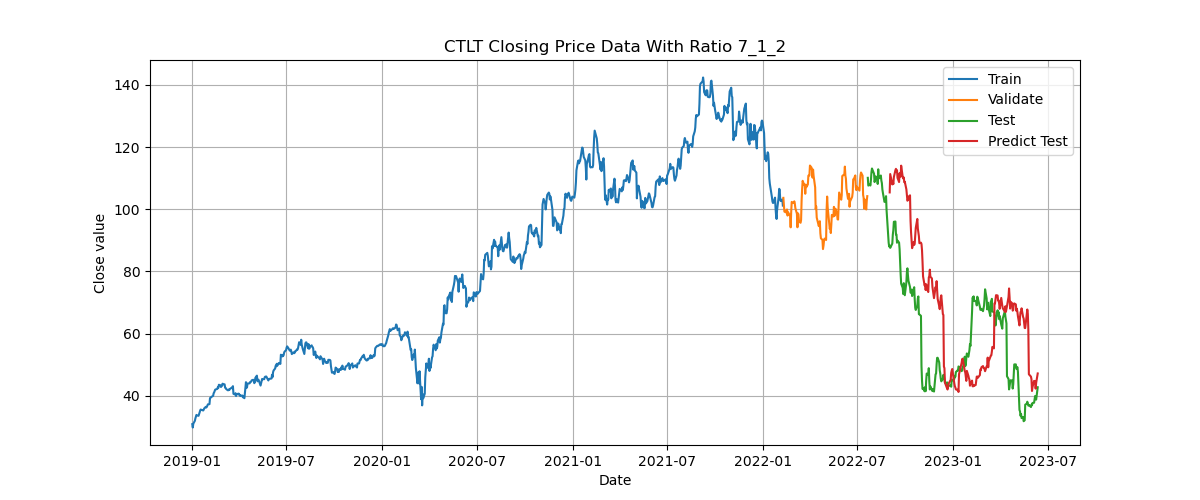 CTLT Closing Price Data With Ratio 7_1_2
Train
Validate
Test
Predict Test
140
120
100
80
60
40
Close value
2019-01 2019-07 2020-01 2020-07 2021-01 2021-07 2022-01 2022-07 2023-01 2023-07
Date